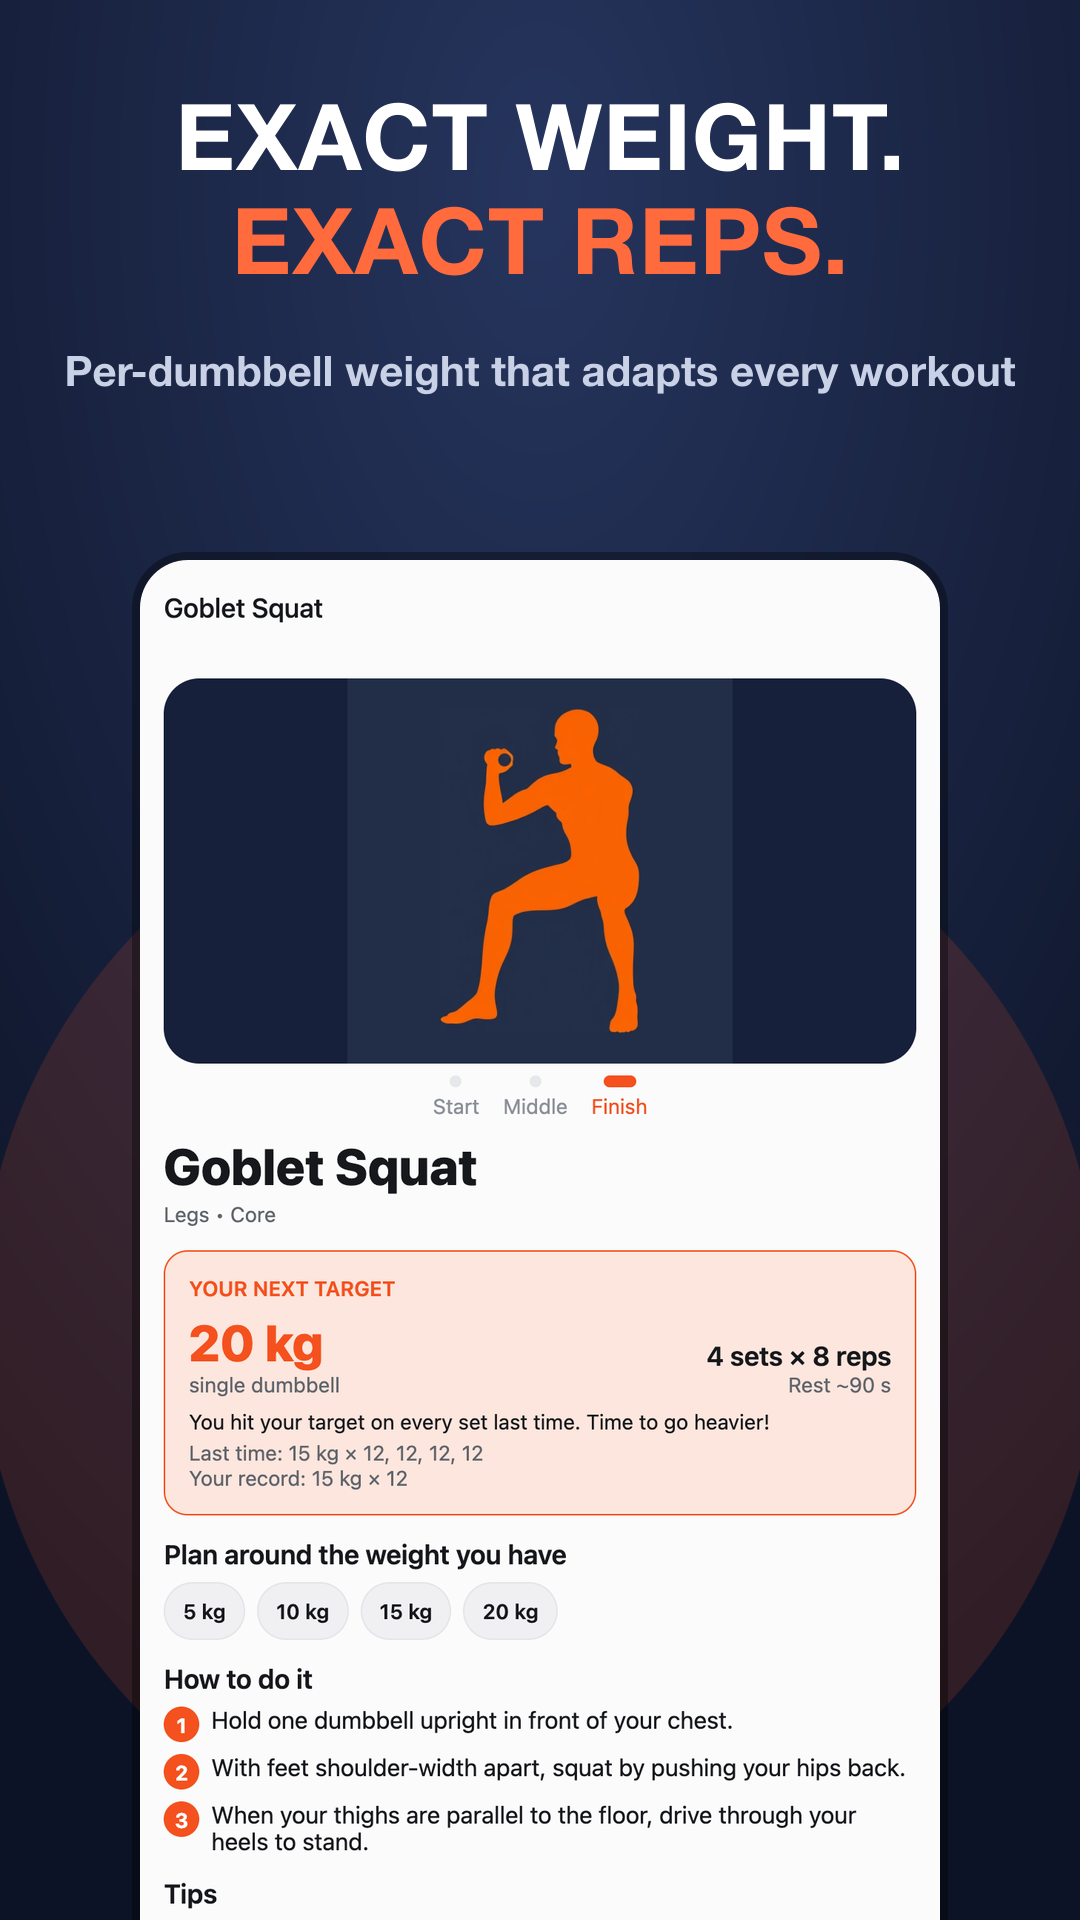 EXACT WEIGHT.
EXACT REPS.
Per-dumbbell weight that adapts every workout
Goblet Squat
Start Middle Finish
Goblet Squat
Legs • Core
YOUR NEXT TARGET
20 kg
4 sets × 8 reps
single dumbbell
Rest ~90 s
You hit your target on every set last time. Time to go heavier!
Last time: 15 kg × 12, 12, 12, 12
Your record: 15 kg × 12
Plan around the weight you have
5 kg 10 kg 15 kg 20 kg
How to do it
1 Hold one dumbbell upright in front of your chest.
2 With feet shoulder-width apart, squat by pushing your hips back.
3 When your thighs are parallel to the floor, drive through your
heels to stand.
Tips